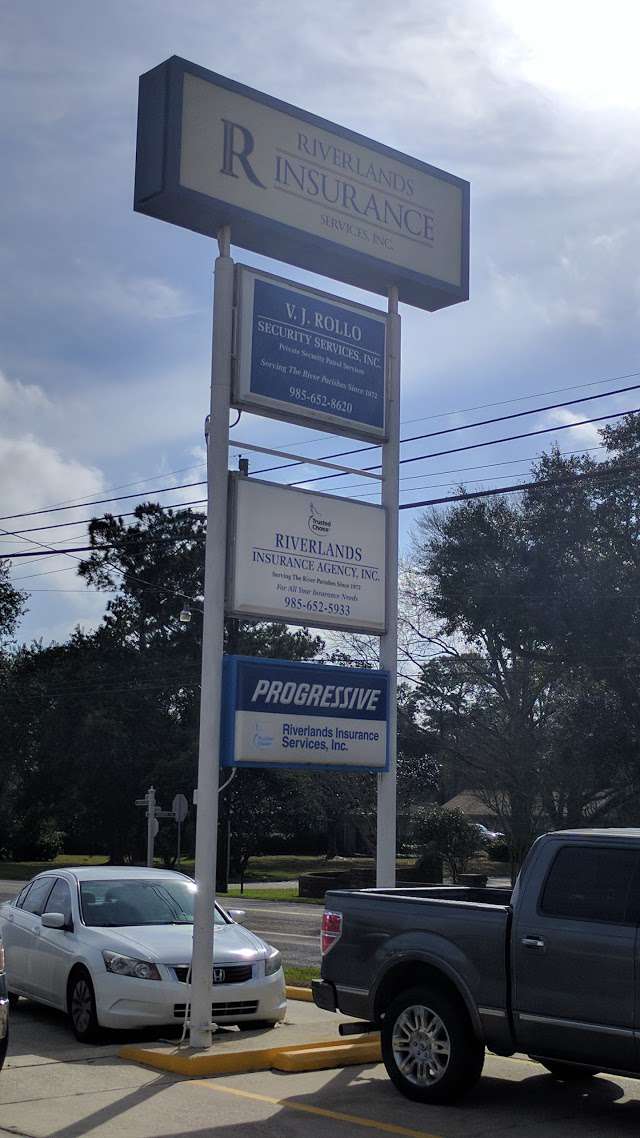 R
RIVERLANDS
INSURANCE
SERVICES, INC.
V. J. ROLLO
SECURITY SERVICES, INC.
Private Security Patrol Services
Serving The River Parishes Since 1972
985-652-8620
Trusted
Choice
RIVERLANDS
INSURANCE AGENCY, INC.
Serving The River Parishes Since 1972
For All Your Insurance Needs
985-652-5933
PROGRESSIVE
Trusted
Choice
Riverlands Insurance
Services, Inc.